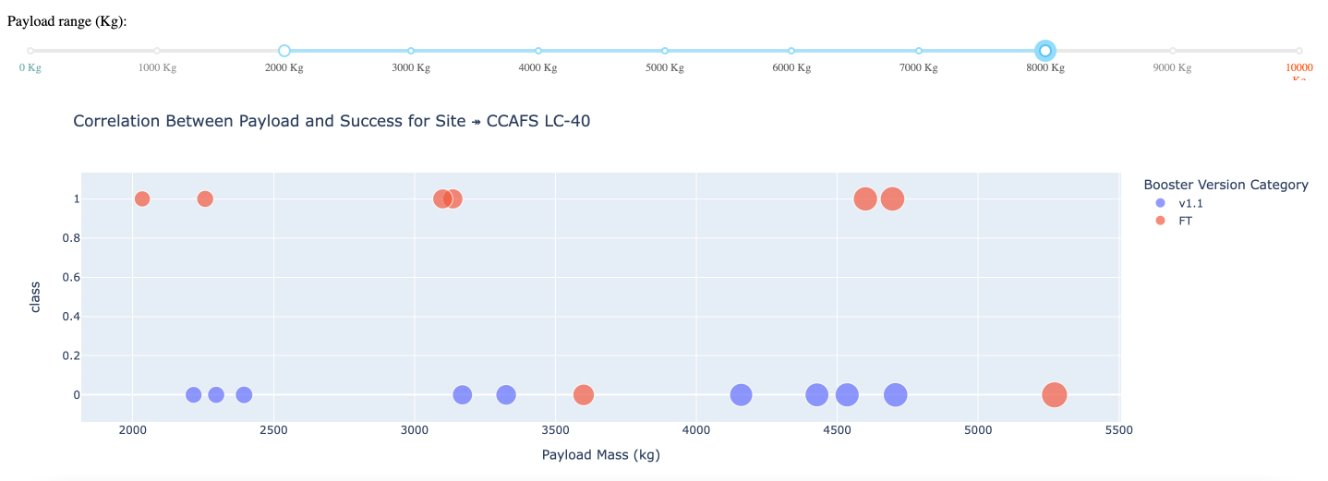 Payload range (Kg):
0 Kg 1000 Kg 2000 Kg 3000 Kg 4000 Kg 5000 Kg 6000 Kg 7000 Kg 8000 Kg 9000 Kg 10000
Correlation Between Payload and Success for Site ↠ CCAFS LC-40
Booster Version Category
v1.1
FT
1
0.8
0.6
0.4
0.2
0
class
2000 2500 3000 3500 4000 4500 5000 5500
Payload Mass (kg)